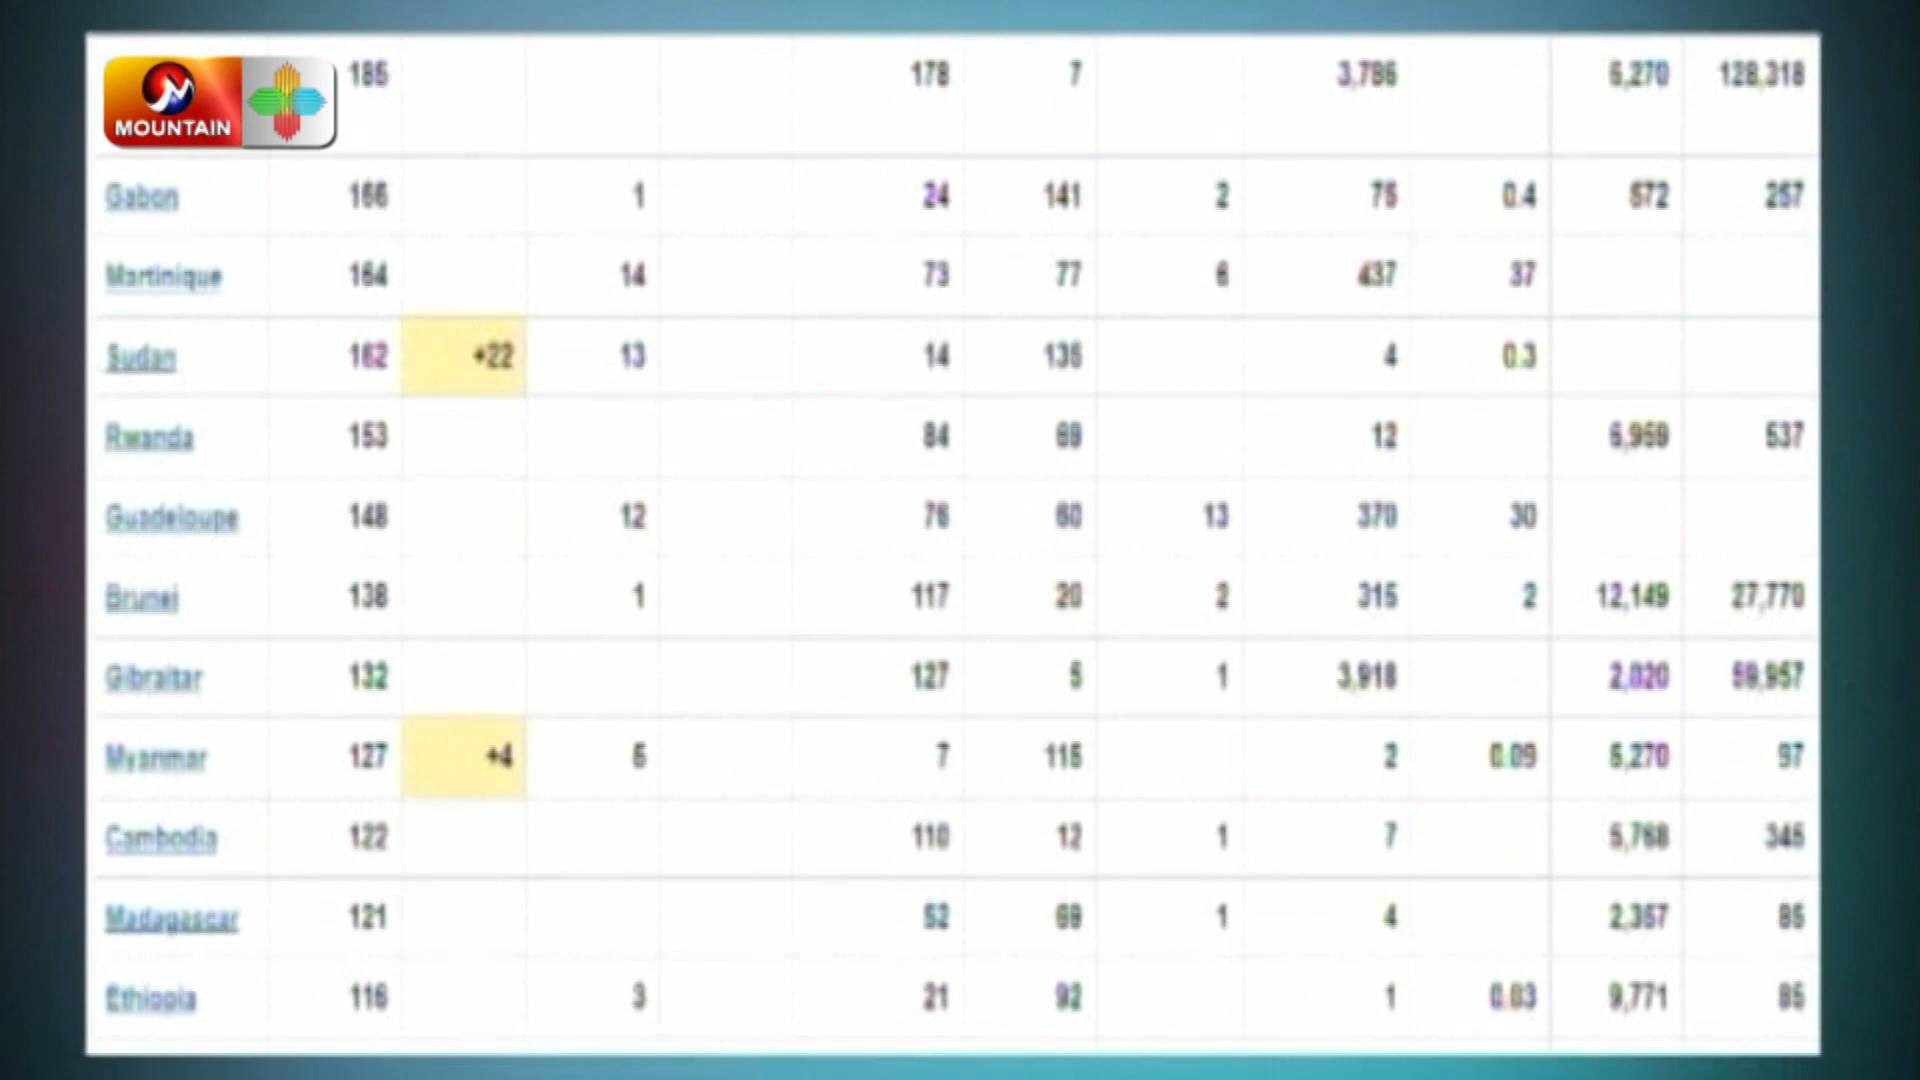 MOUNTAIN
185 178 7 3,786 6,270 128,318
Gabon 166 1 24 141 2 75 0.4 572 257
Martinique 164 14 73 77 6 437 37
Sudan 162 +22 13 14 135 4 0.3
Rwanda 153 84 69 12 6,959 537
Guadeloupe 148 12 76 60 13 370 30
Brunei 138 1 117 20 2 315 2 12,149 27,770
Gibraltar 132 127 5 1 3,918 2,020 59,957
Myanmar 127 +4 5 7 115 2 0.09 5,270 97
Cambodia 122 110 12 1 7 5,768 345
Madagascar 121 52 69 1 4 2,357 85
Ethiopia 116 3 21 92 1 0.03 9,771 85